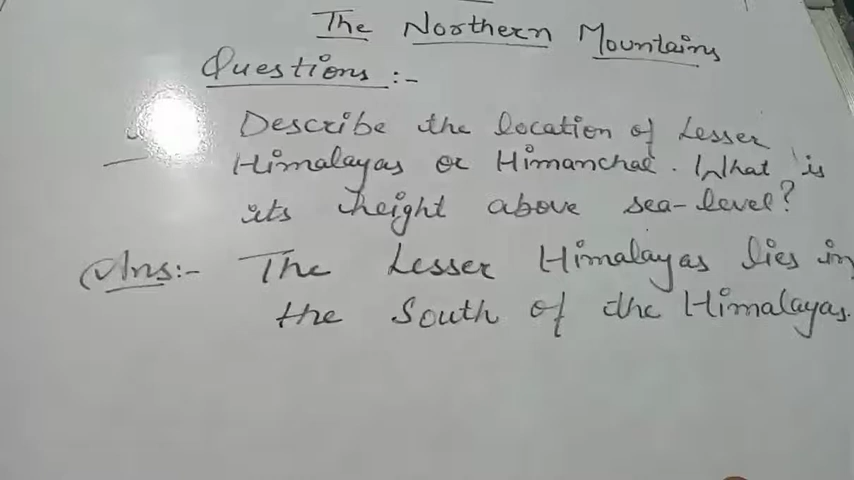 The Northern Mountains
Questions :-
Describe the location of Lesser
Himalayas or Himanchal. What is
its height above sea-level?
Ans:- The Lesser Himalayas lies in
the South of the Himalayas.